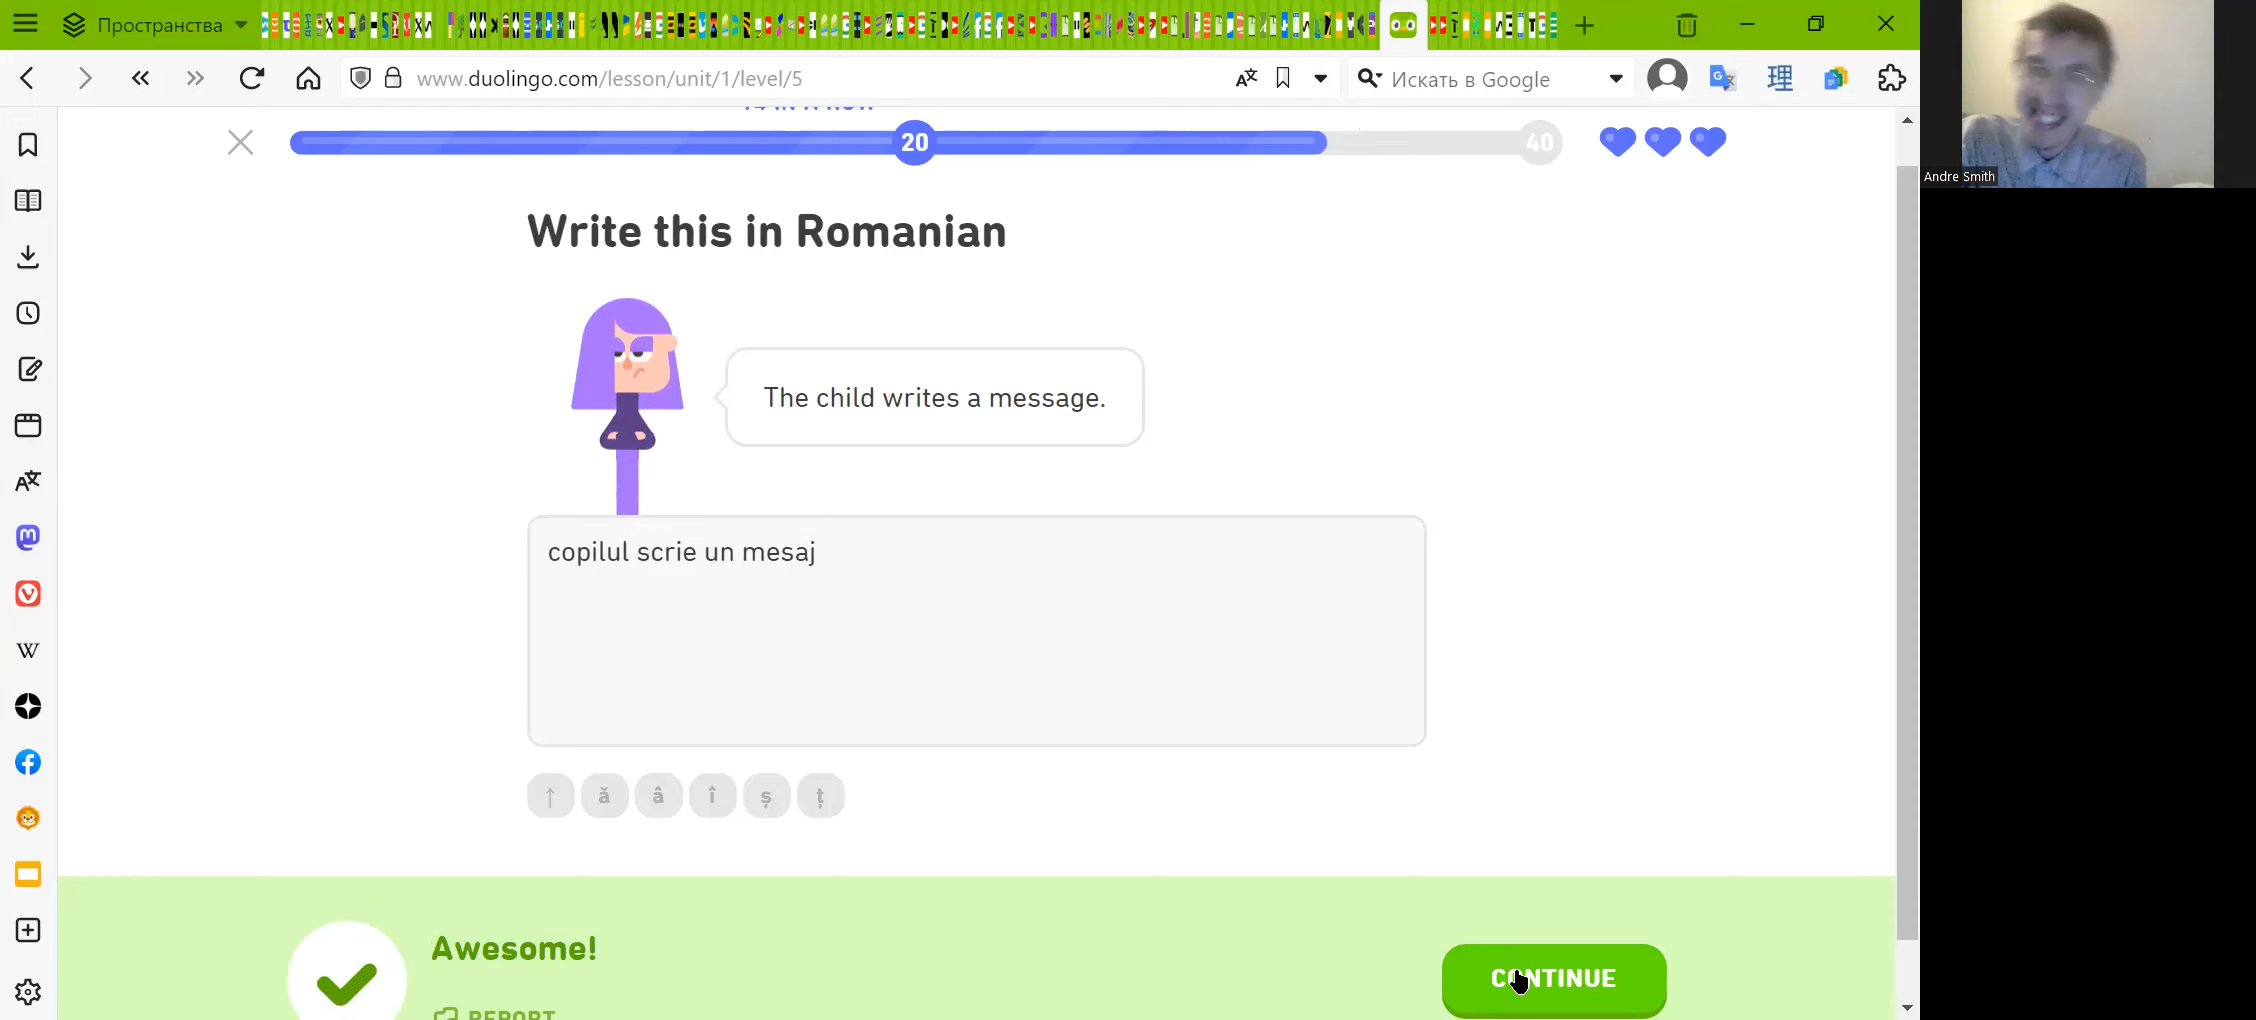 Пространства
www.duolingo.com/lesson/unit/1/level/5
Искать в Google
Andre Smith
20
40
Write this in Romanian
The child writes a message.
copilul scrie un mesaj
↑ ă â î ș ț
Awesome!
REPORT
CONTINUE